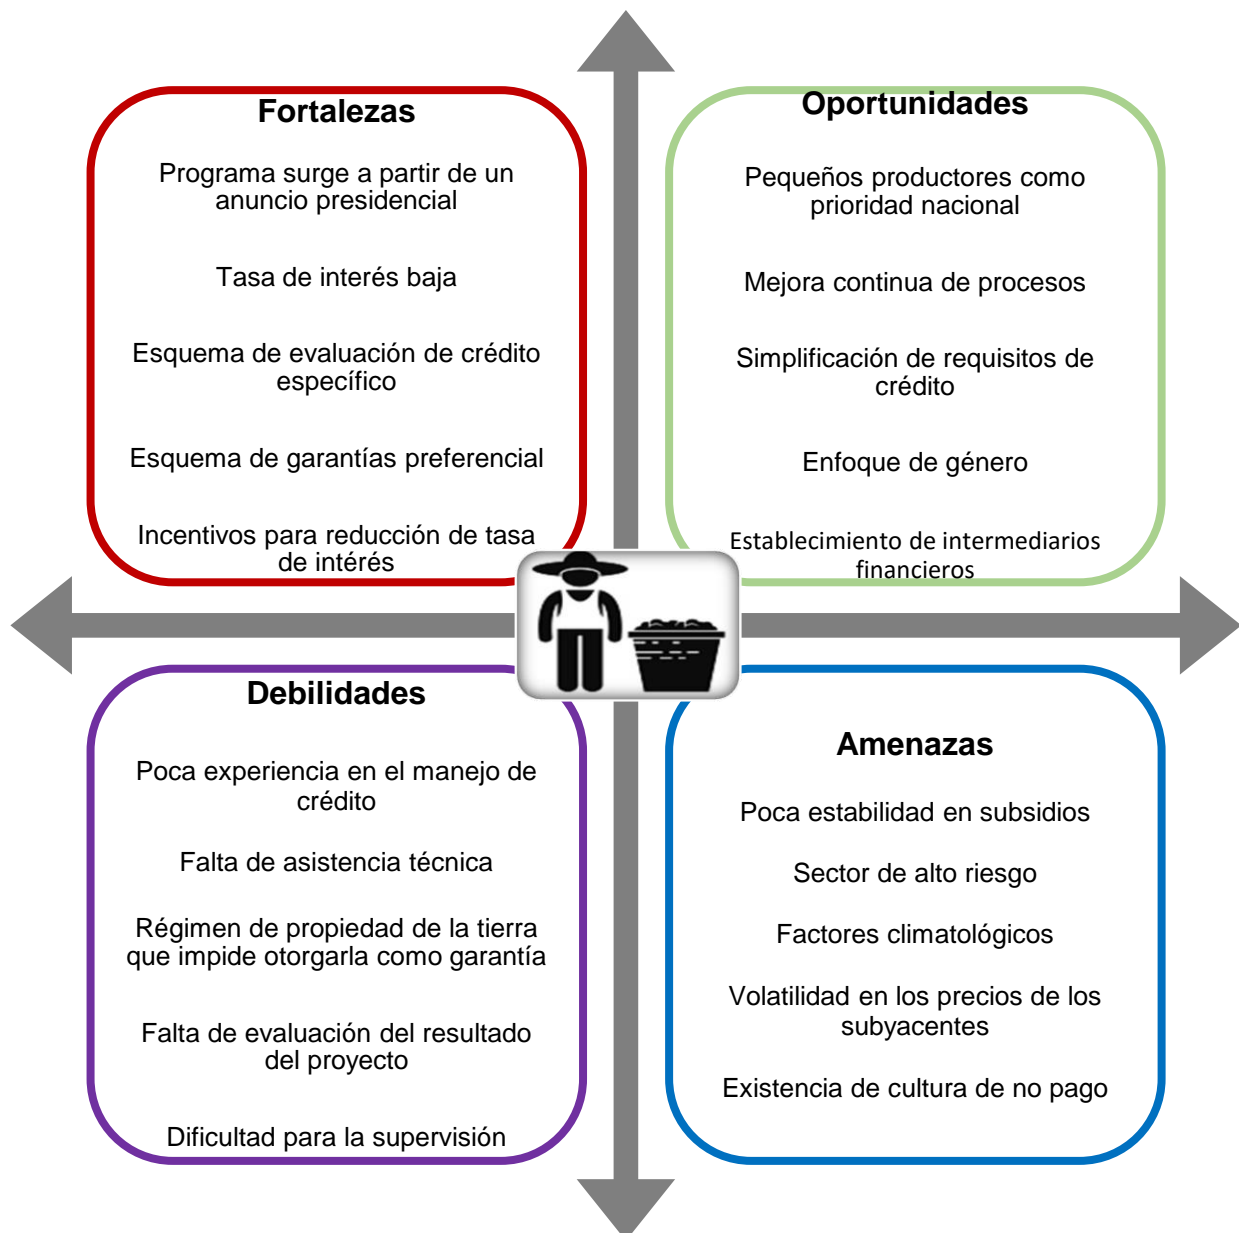 Fortalezas
Programa surge a partir de un
anuncio presidencial
Tasa de interés baja
Esquema de evaluación de crédito
específico
Esquema de garantías preferencial
Incentivos para reducción de tasa
de interés
Oportunidades
Pequeños productores como
prioridad nacional
Mejora continua de procesos
Simplificación de requisitos de
crédito
Enfoque de género
Establecimiento de intermediarios
financieros
Debilidades
Poca experiencia en el manejo de
crédito
Falta de asistencia técnica
Régimen de propiedad de la tierra
que impide otorgarla como garantía
Falta de evaluación del resultado
del proyecto
Dificultad para la supervisión
Amenazas
Poca estabilidad en subsidios
Sector de alto riesgo
Factores climatológicos
Volatilidad en los precios de los
subyacentes
Existencia de cultura de no pago